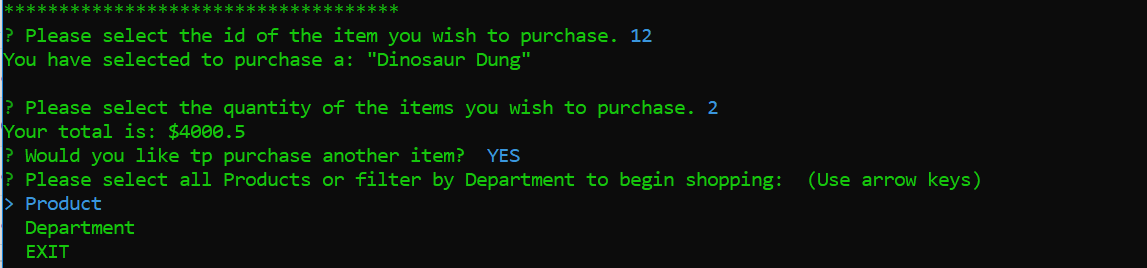 ************************************
? Please select the id of the item you wish to purchase. 12
You have selected to purchase a: "Dinosaur Dung"
? Please select the quantity of the items you wish to purchase. 2
Your total is: $4000.5
? Would you like tp purchase another item?  YES
? Please select all Products or filter by Department to begin shopping:  (Use arrow keys)
> Product
  Department
  EXIT